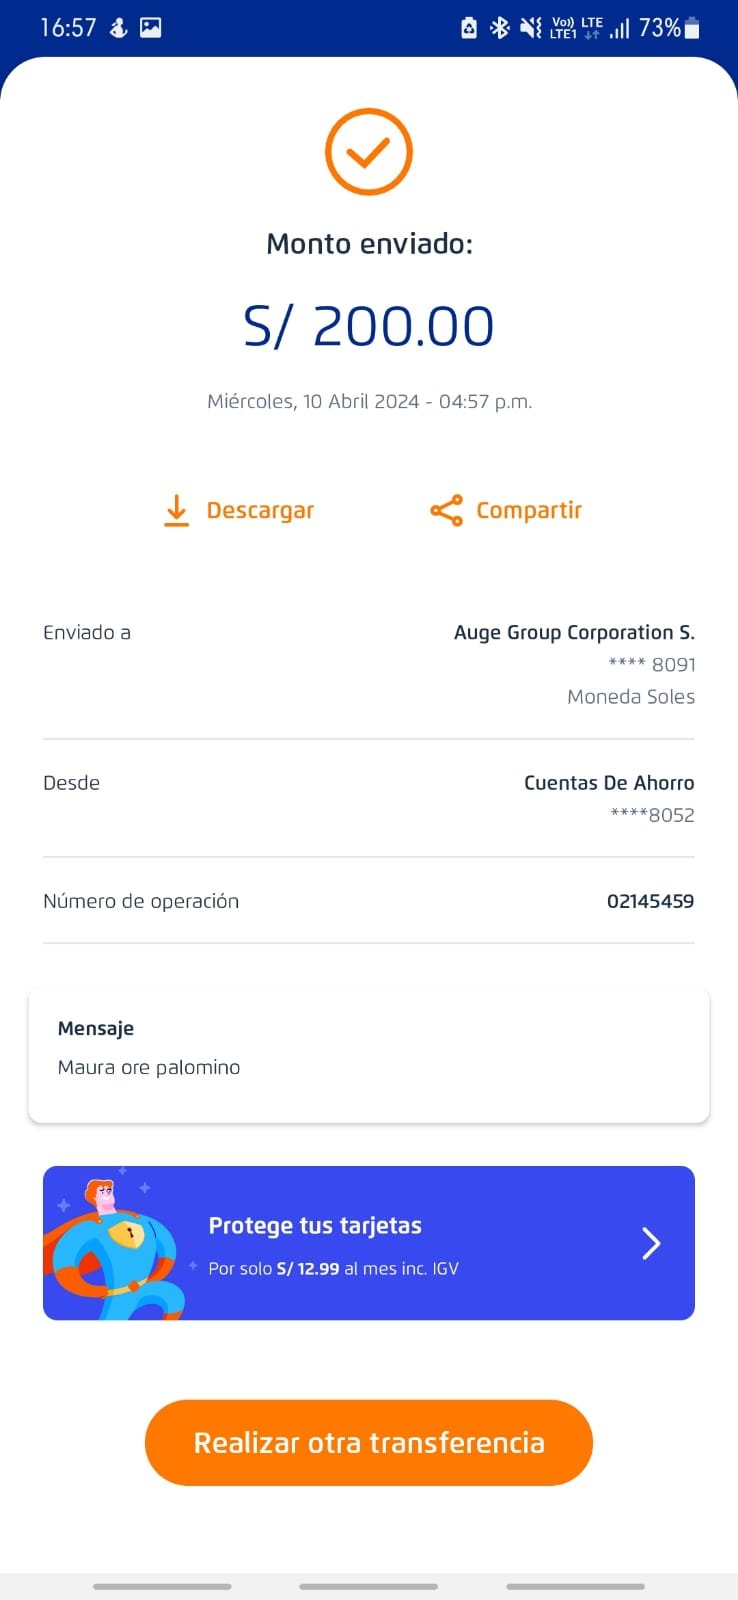 16:57
Vo)) LTE
LTE1
73%
Monto enviado:
S/ 200.00
Miércoles, 10 Abril 2024 - 04:57 p.m.
Descargar
Compartir
Enviado a
Auge Group Corporation S.
**** 8091
Moneda Soles
Desde
Cuentas De Ahorro
****8052
Número de operación
02145459
Mensaje
Maura ore palomino
Protege tus tarjetas
Por solo S/ 12.99 al mes inc. IGV
Realizar otra transferencia